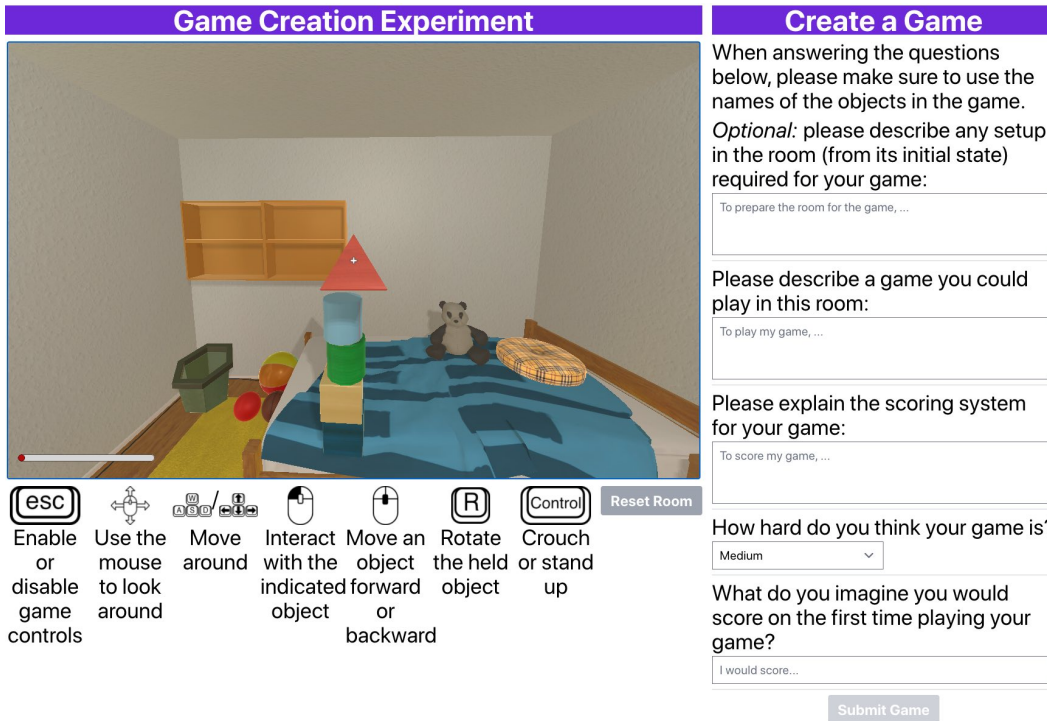 Game Creation Experiment
esc
Enable
or
disable
game
controls
Use the
mouse
to look
around
W
A S D /
Move
around
Interact
with the
indicated
object
Move an
object
forward
or
backward
R
Rotate
the held
object
Control
Crouch
or stand
up
Reset Room
Create a Game
When answering the questions
below, please make sure to use the
names of the objects in the game.
Optional: please describe any setup
in the room (from its initial state)
required for your game:
To prepare the room for the game, ...
Please describe a game you could
play in this room:
To play my game, ...
Please explain the scoring system
for your game:
To score my game, ...
How hard do you think your game is?
Medium
What do you imagine you would
score on the first time playing your
game?
I would score...
Submit Game